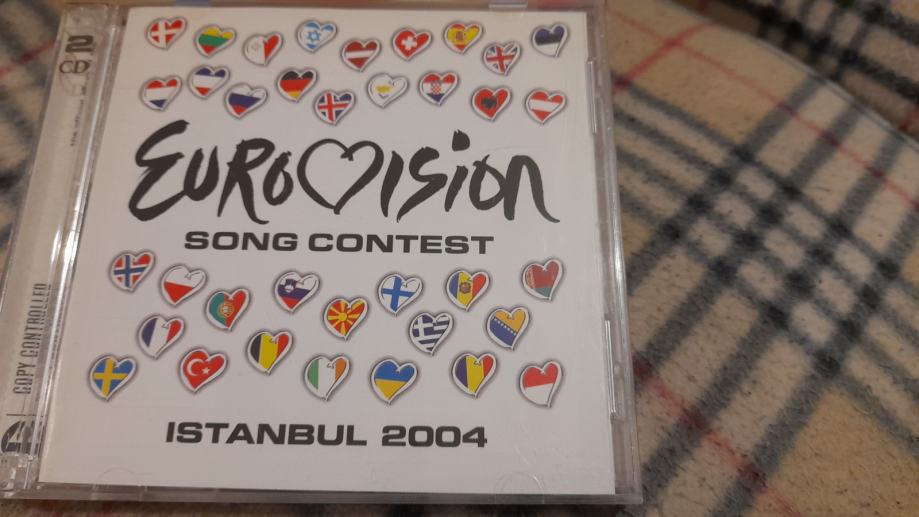 2
CD
EUROVISION
SONG CONTEST
ISTANBUL 2004
COPY CONTROLLED